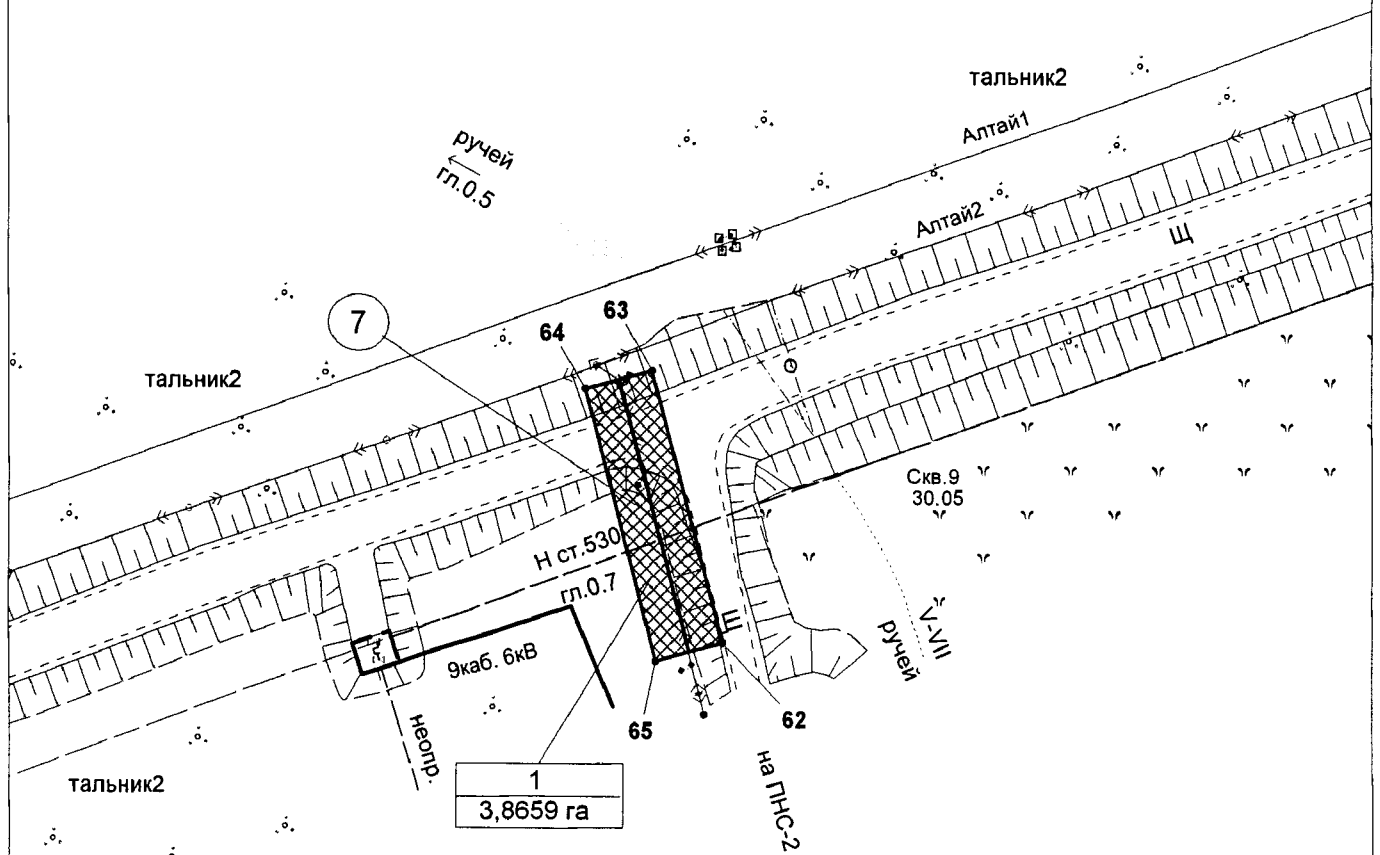 тальник2
Алтай1
ручей
гл.0.5
Алтай2
Щ
7
63
64
тальник2
Скв.9
30.05
Н ст.530
гл.0.7
Щ
V-VII
ручей
9каб. 6кВ
65
62
неопр.
на ПНС-2
1
3,8659 га
тальник2